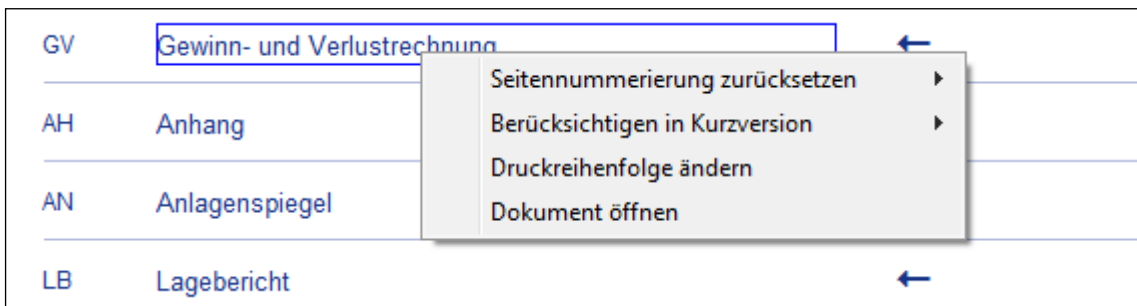 GV Gewinn- und Verlustrechnung
Seitennummerierung zurücksetzen
AH Anhang
Berücksichtigen in Kurzversion
Druckreihenfolge ändern
AN Anlagenspiegel
Dokument öffnen
LB Lagebericht